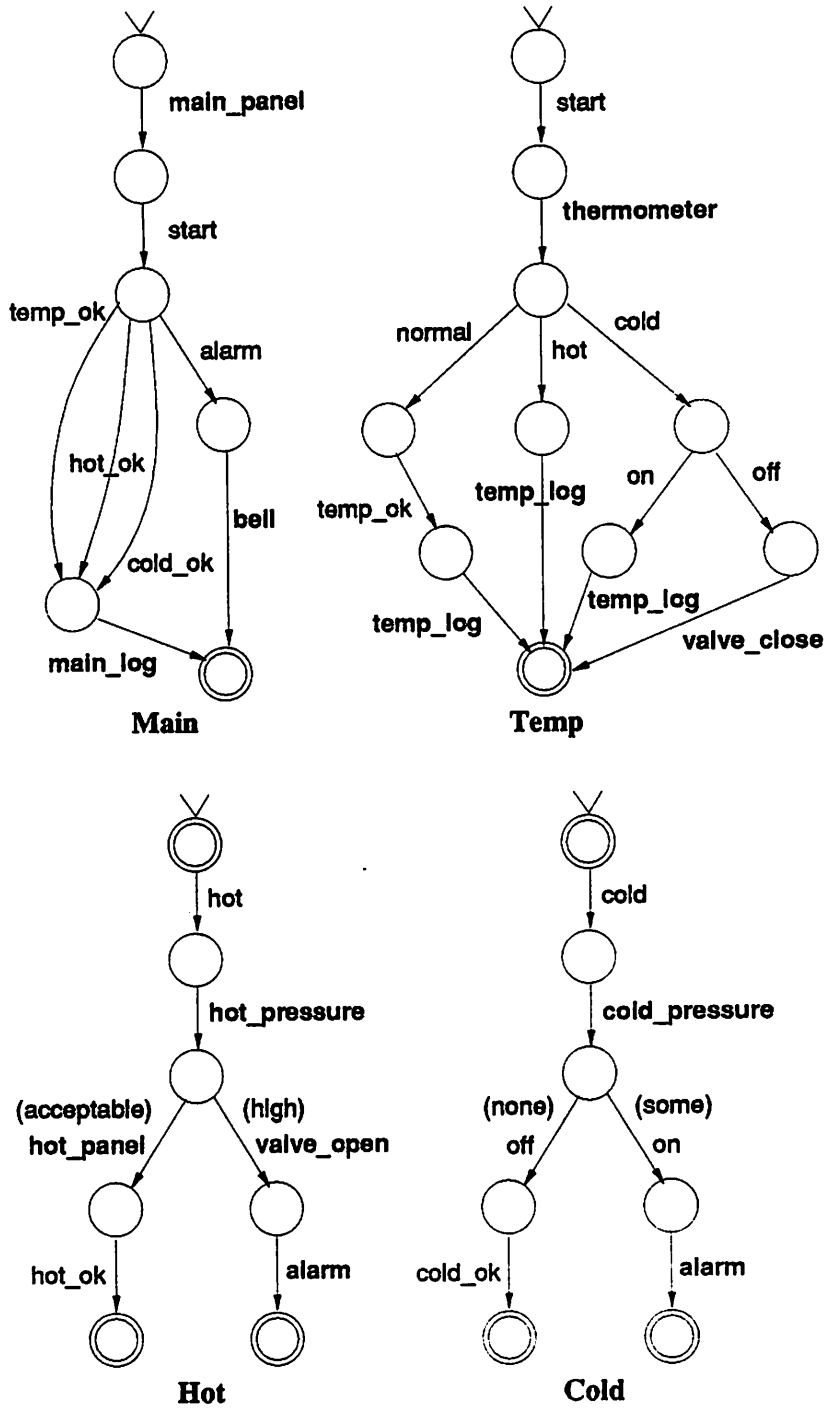 main_panel
start
temp_ok
alarm
hot_ok
bell
cold_ok
main_log
Main
start
thermometer
normal
hot
cold
temp_ok
temp_log
on
off
temp_log
temp_log
valve_close
Temp
hot
hot_pressure
(acceptable)
hot_panel
(high)
valve_open
hot_ok
alarm
Hot
cold
cold_pressure
(none)
off
(some)
on
cold_ok
alarm
Cold